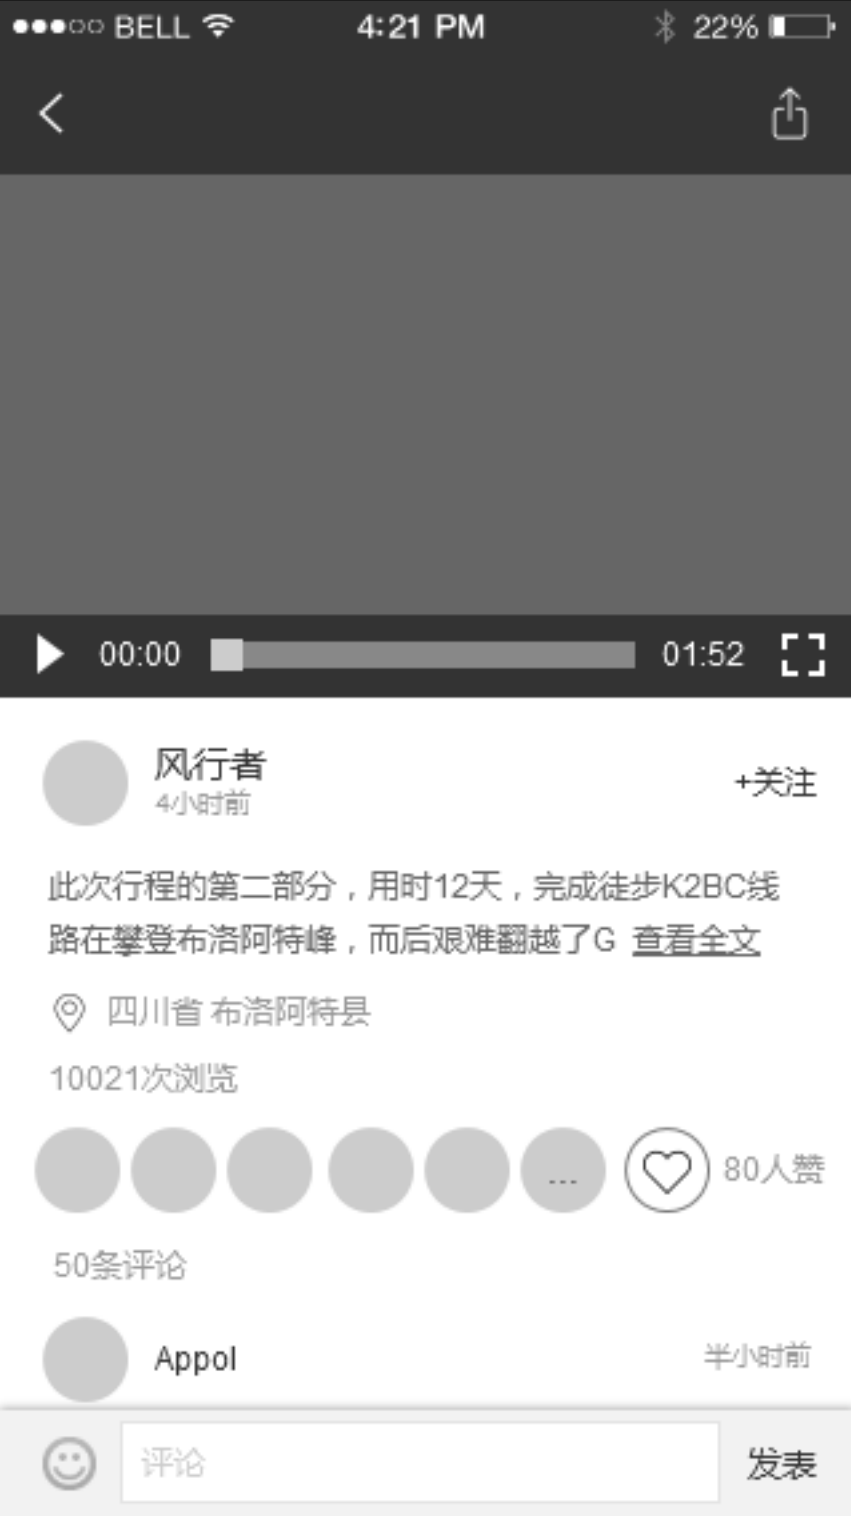 BELL 4:21 PM 22%
00:00 01:52
风行者
4小时前
+关注
此次行程的第二部分，用时12天，完成徒步K2BC线
路在攀登布洛阿特峰，而后艰难翻越了G 查看全文
四川省 布洛阿特县
10021次浏览
... 80人赞
50条评论
Appol 半小时前
评论 发表